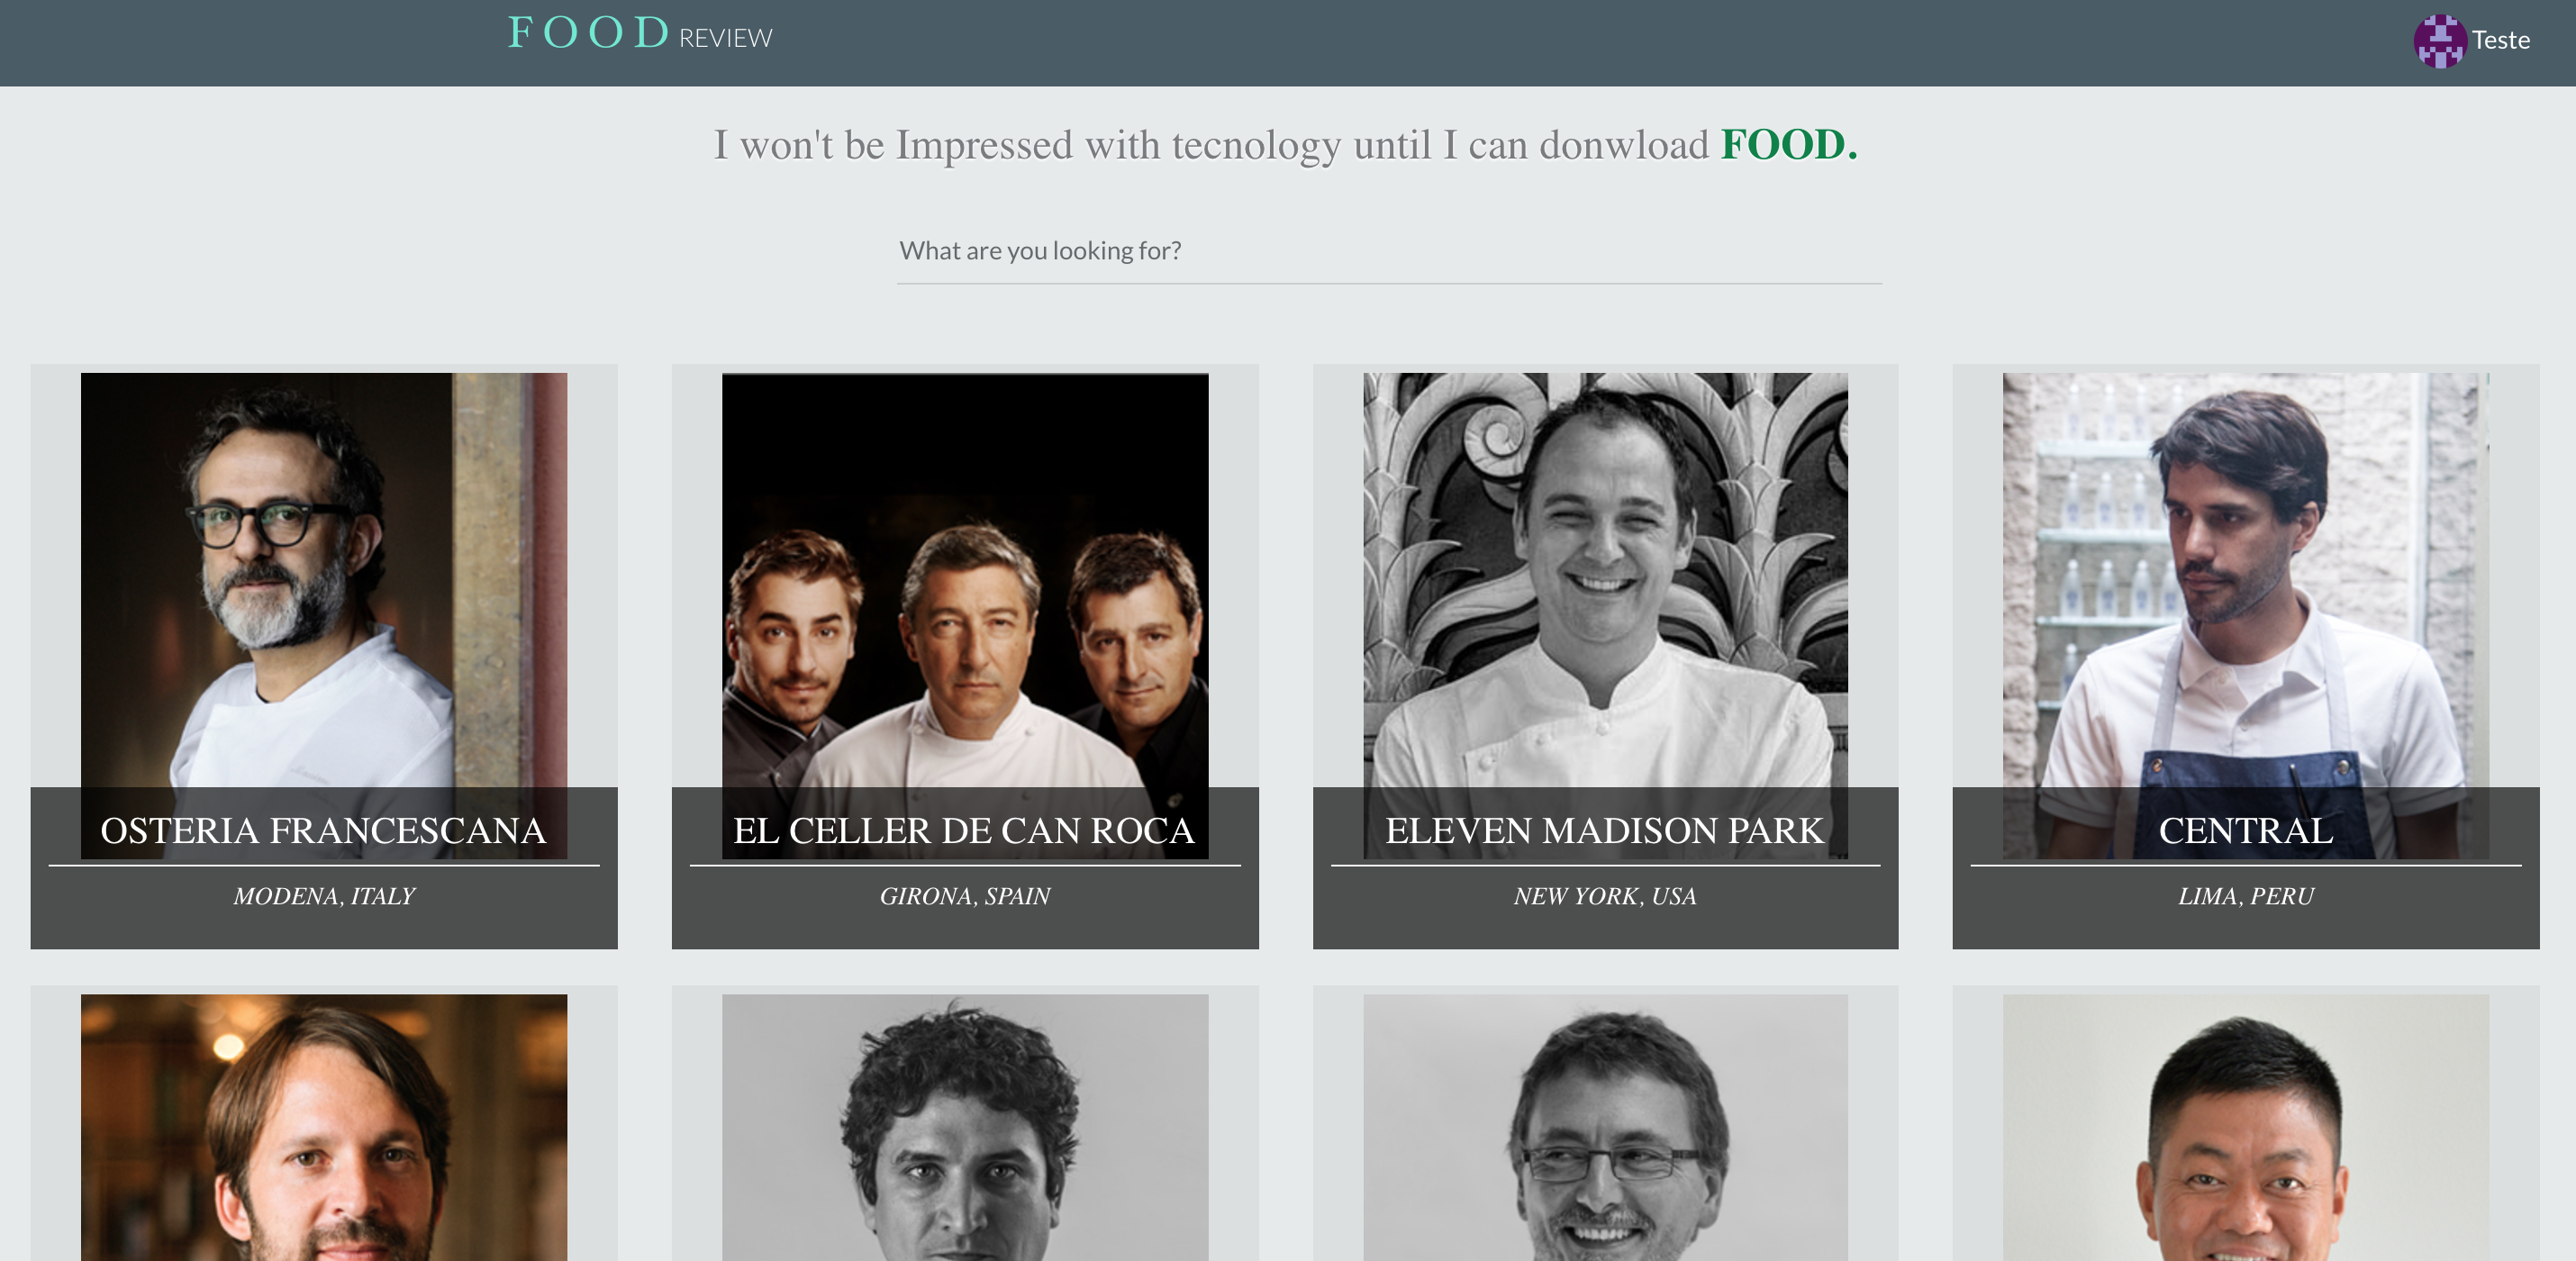 FOOD REVIEW
Teste
I won't be Impressed with tecnology until I can donwload FOOD.
What are you looking for?
OSTERIA FRANCESCANA
MODENA, ITALY
EL CELLER DE CAN ROCA
GIRONA, SPAIN
ELEVEN MADISON PARK
NEW YORK, USA
CENTRAL
LIMA, PERU